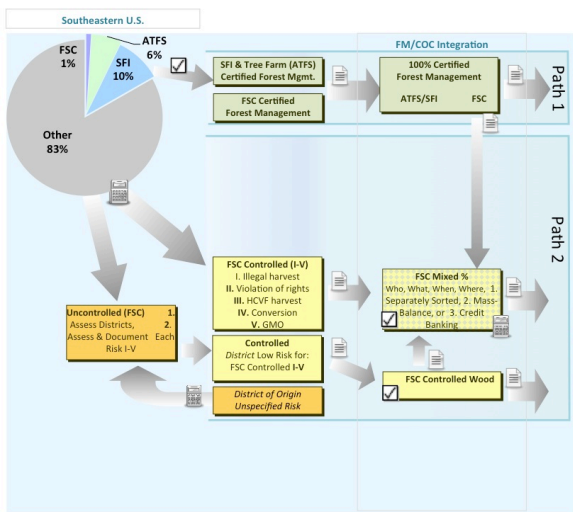 Southeastern U.S.
FSC
1%
ATFS
6%
SFI
10%
Other
83%
FM/COC Integration
SFI & Tree Farm (ATFS)
Certified Forest Mgmt.
FSC Certified
Forest Management
100% Certified
Forest Management
ATFS/SFI FSC
Path 1
Path 2
FSC Controlled (I-V)
I. Illegal harvest
II. Violation of rights
III. HCVF harvest
IV. Conversion
V. GMO
FSC Mixed %
Who, What, When, Where, 1.
Separately Sorted, 2. Mass-
Balance, or 3. Credit
Banking
Uncontrolled (FSC) 1.
Assess Districts, 2.
Assess & Document Each
Risk I-V
Controlled
District Low Risk for:
FSC Controlled I-V
District of Origin
Unspecified Risk
FSC Controlled Wood